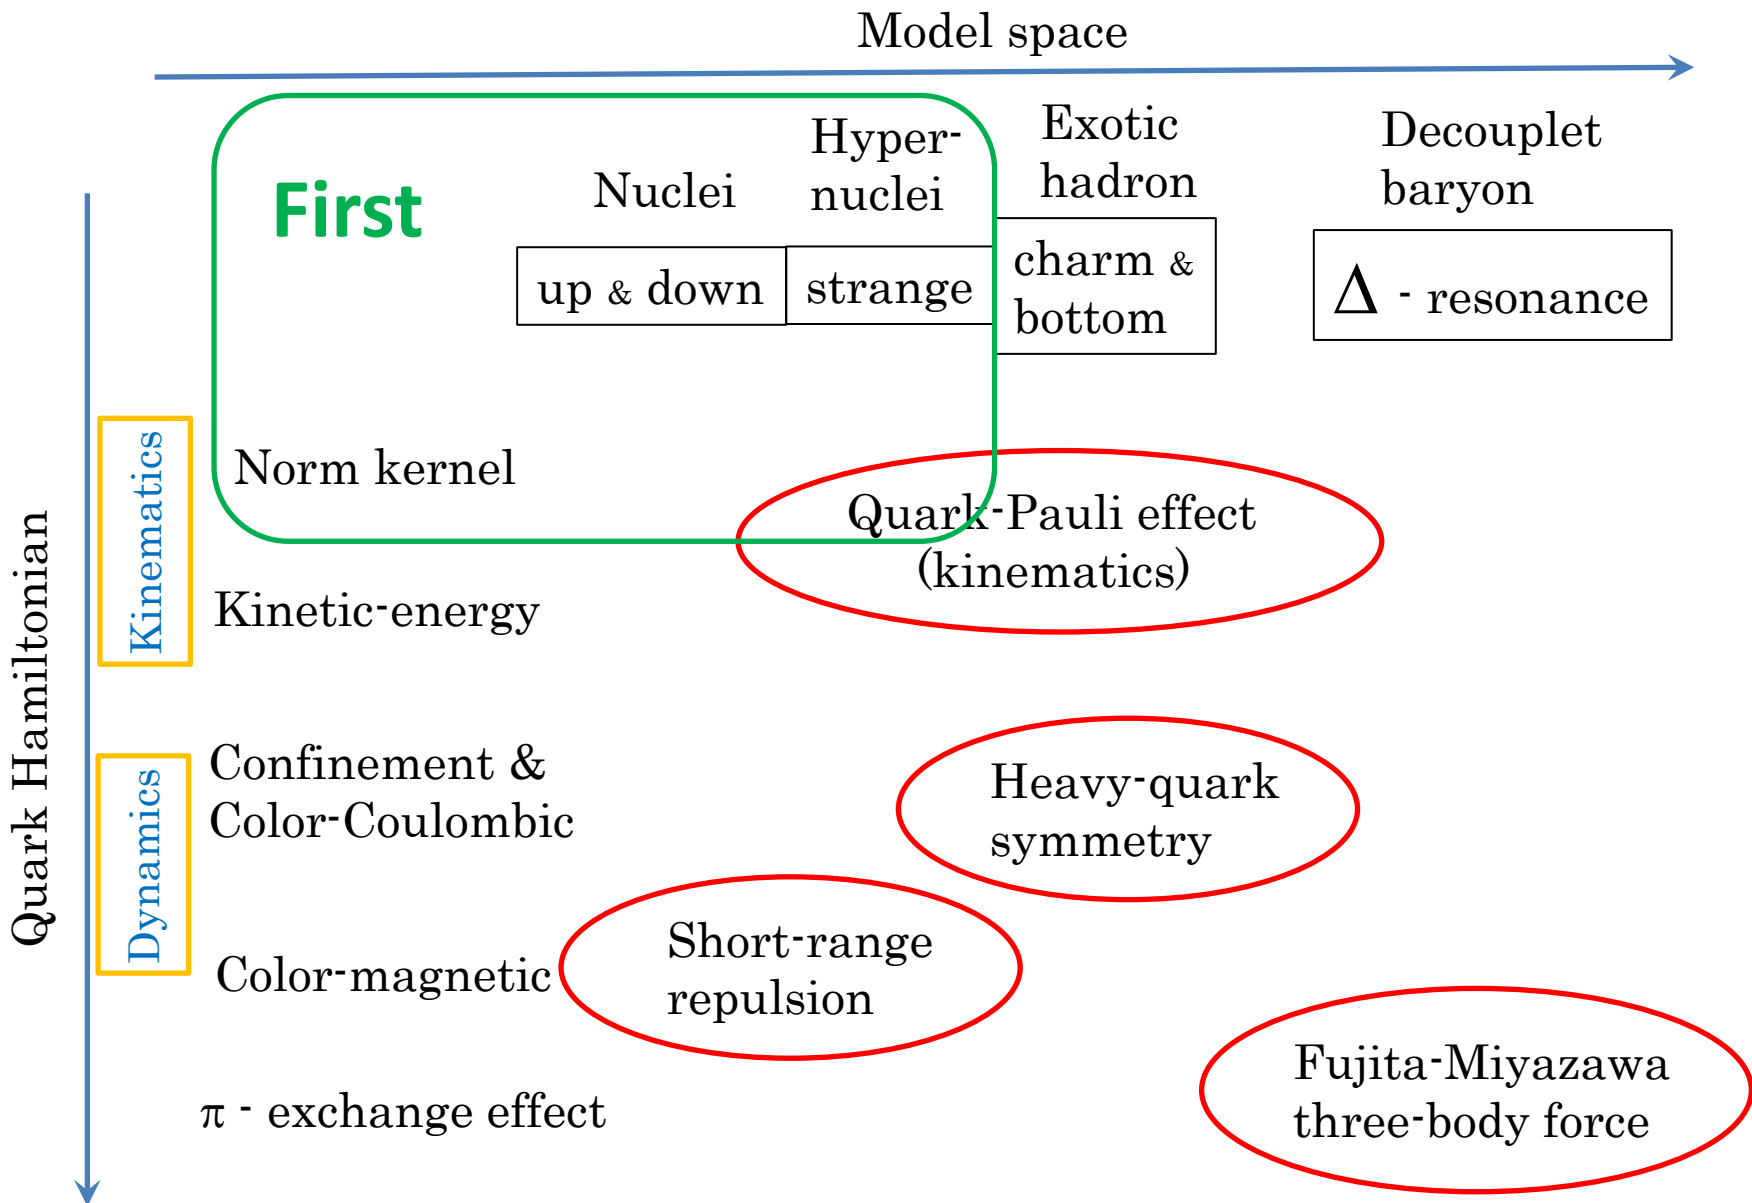 Model space
First
Nuclei
Hyper-
nuclei
Exotic
hadron
Decouplet
baryon
up & down
strange
charm &
bottom
Δ - resonance
Quark Hamiltonian
Kinematics
Norm kernel
Quark-Pauli effect
(kinematics)
Kinetic-energy
Dynamics
Confinement &
Color-Coulombic
Heavy-quark
symmetry
Color-magnetic
Short-range
repulsion
π - exchange effect
Fujita-Miyazawa
three-body force